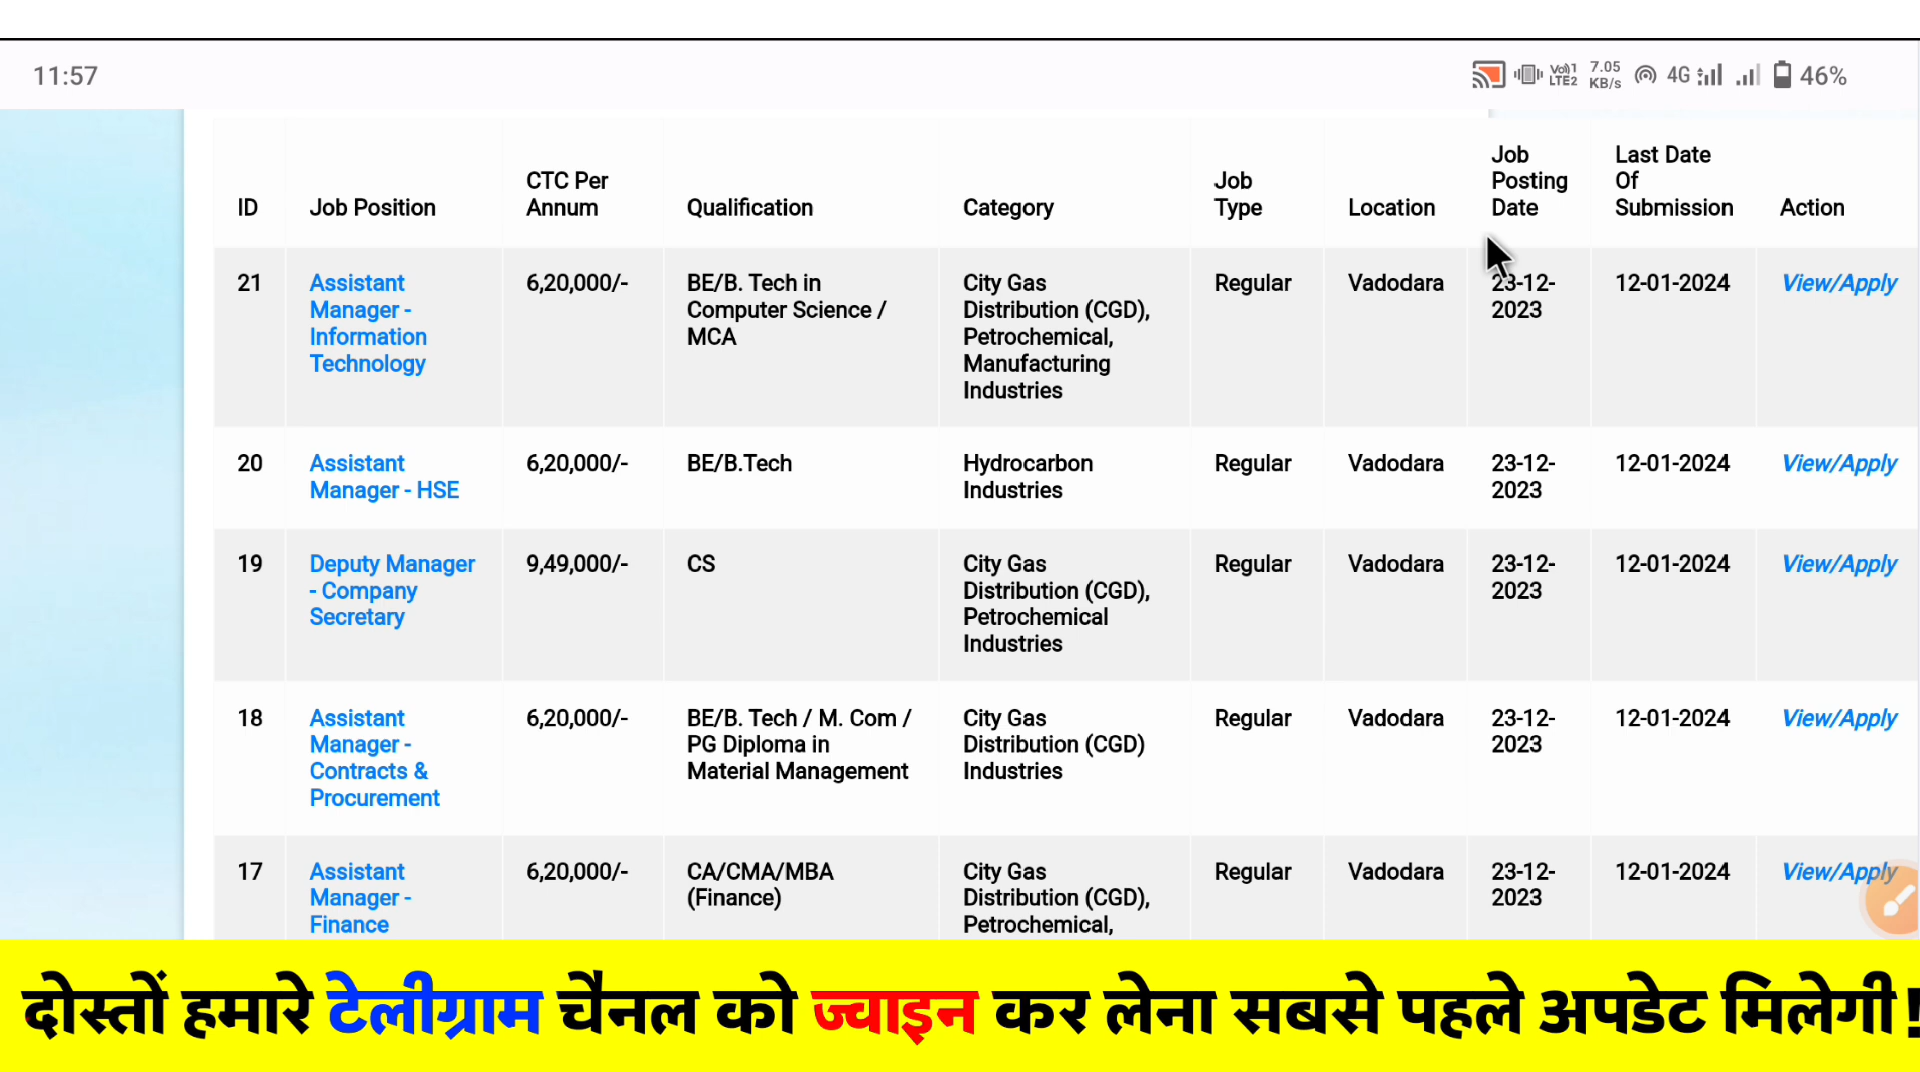 11:57
Vo))1 LTE2 7.05 KB/s 4G 46%
ID
Job Position
CTC Per
Annum
Qualification
Category
Job
Type
Location
Job
Posting
Date
Last Date
Of
Submission
Action
21
Assistant
Manager -
Information
Technology
6,20,000/-
BE/B. Tech in
Computer Science /
MCA
City Gas
Distribution (CGD),
Petrochemical,
Manufacturing
Industries
Regular
Vadodara
23-12-
2023
12-01-2024
View/Apply
20
Assistant
Manager - HSE
6,20,000/-
BE/B.Tech
Hydrocarbon
Industries
Regular
Vadodara
23-12-
2023
12-01-2024
View/Apply
19
Deputy Manager
- Company
Secretary
9,49,000/-
CS
City Gas
Distribution (CGD),
Petrochemical
Industries
Regular
Vadodara
23-12-
2023
12-01-2024
View/Apply
18
Assistant
Manager -
Contracts &
Procurement
6,20,000/-
BE/B. Tech / M. Com /
PG Diploma in
Material Management
City Gas
Distribution (CGD)
Industries
Regular
Vadodara
23-12-
2023
12-01-2024
View/Apply
17
Assistant
Manager -
Finance
6,20,000/-
CA/CMA/MBA
(Finance)
City Gas
Distribution (CGD),
Petrochemical,
Regular
Vadodara
23-12-
2023
12-01-2024
View/Apply
दोस्तों हमारे टेलीग्राम चैनल को ज्वाइन कर लेना सबसे पहले अपडेट मिलेगी!